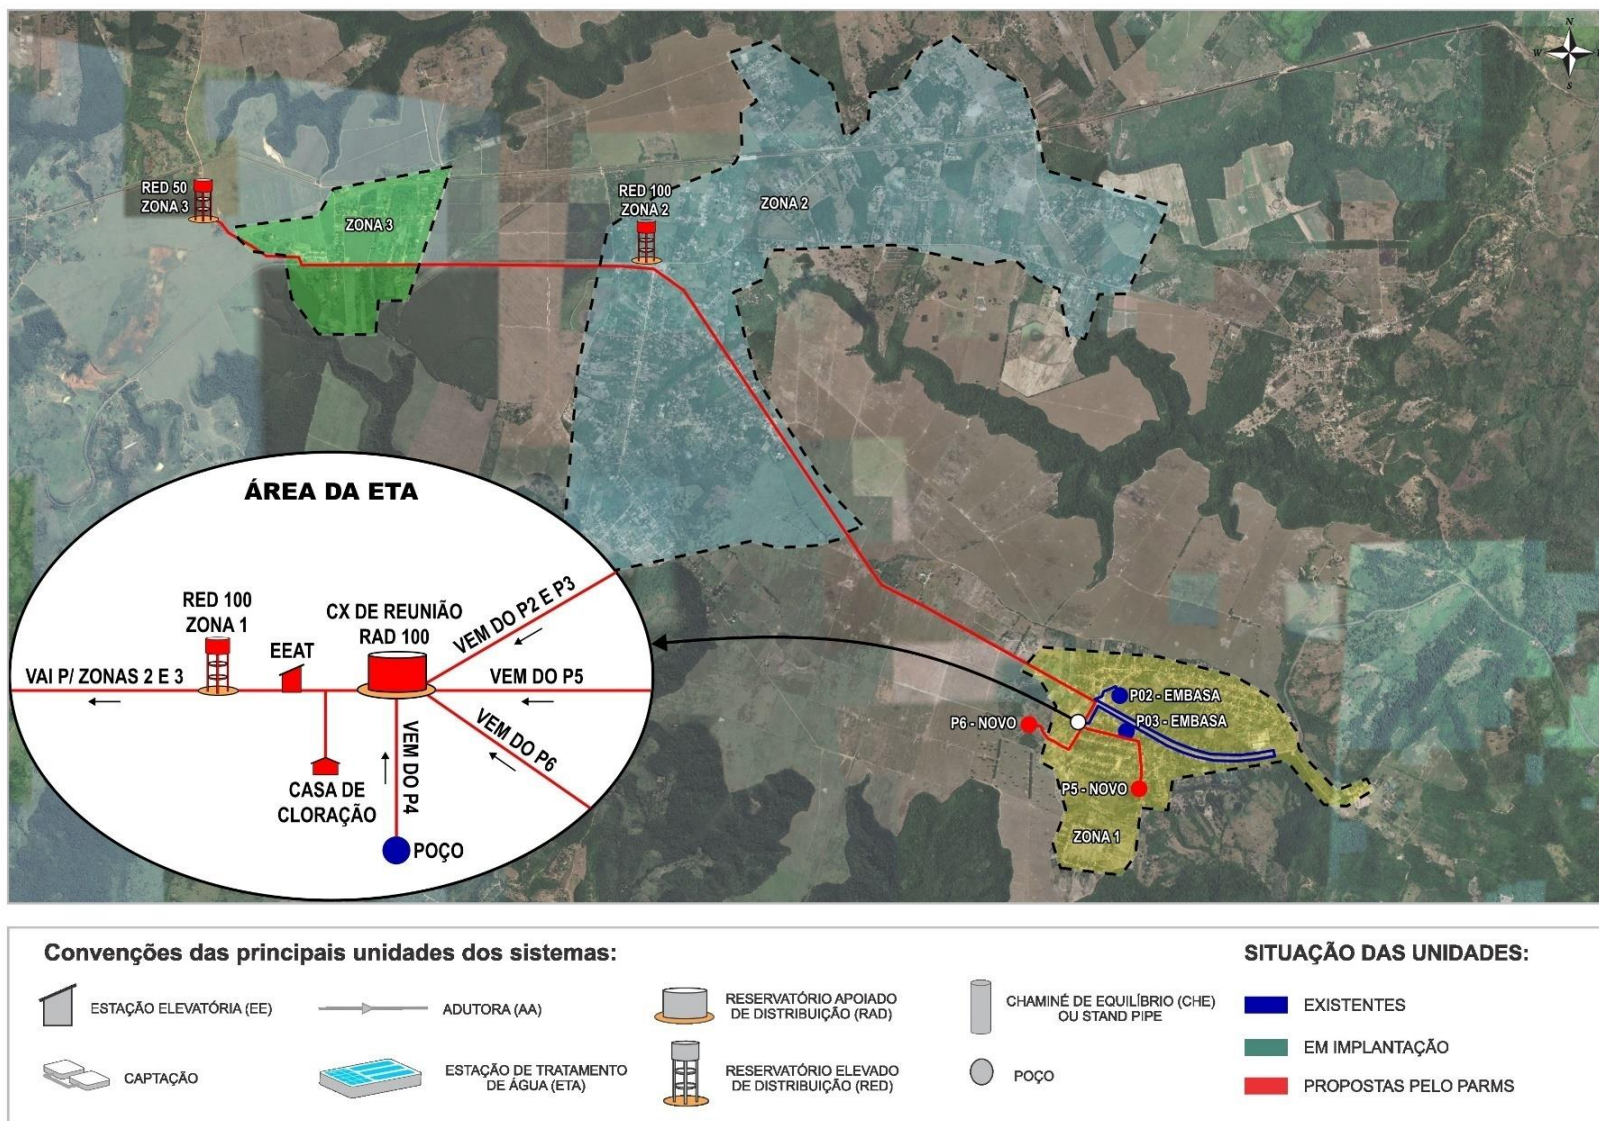 N
W
S
RED 50
ZONA 3
ZONA 3
RED 100
ZONA 2
ZONA 2
ÁREA DA ETA
RED 100
ZONA 1
EEAT
CX DE REUNIÃO
RAD 100
VEM DO P2 E P3
VAI P/ ZONAS 2 E 3
VEM DO P5
VEM DO P6
VEM DO P4
CASA DE
CLORAÇÃO
POÇO
P02 - EMBASA
P03 - EMBASA
P6 - NOVO
P5 - NOVO
ZONA 1
Convenções das principais unidades dos sistemas:
ESTAÇÃO ELEVATÓRIA (EE)
ADUTORA (AA)
RESERVATÓRIO APOIADO
DE DISTRIBUIÇÃO (RAD)
CHAMINÉ DE EQUILÍBRIO (CHE)
OU STAND PIPE
CAPTAÇÃO
ESTAÇÃO DE TRATAMENTO
DE ÁGUA (ETA)
RESERVATÓRIO ELEVADO
DE DISTRIBUIÇÃO (RED)
POÇO
SITUAÇÃO DAS UNIDADES:
EXISTENTES
EM IMPLANTAÇÃO
PROPOSTAS PELO PARMS